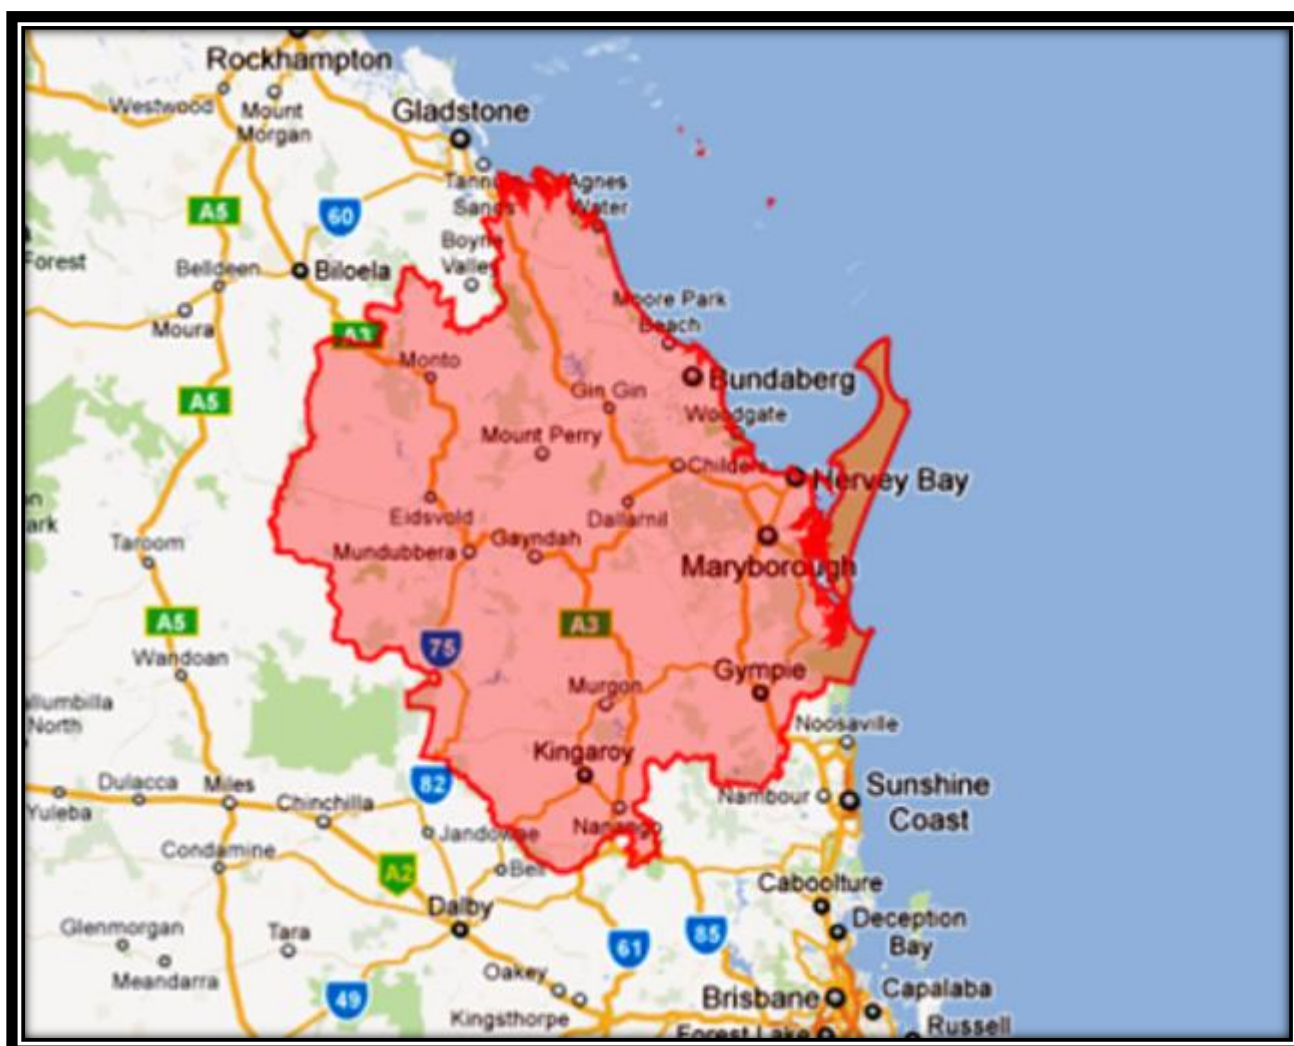 Rockhampton
Westwood
Mount
Morgan
Gladstone
Tannum
Sands
Agnes
Water
A5
60
Boyne
Valley
Forest
Beldeen
Biloela
Moura
A3
Moore Park
Beach
Monto
Bundaberg
A5
Gin Gin
Woodgate
Mount Perry
Childers
Hervey Bay
Eidsvold
Dallarnil
Taroom
Mundubbera
Gayndah
Maryborough
A5
A3
75
Wandoan
Gympie
Murgon
North
Noosaville
Kingaroy
82
Dulacca
Miles
Yuleba
Chinchilla
Nambour
Sunshine
Coast
Jandowae
Nanango
Condamine
A2
Bell
Caboolture
Dalby
Glenmorgan
Tara
61
85
Deception
Bay
Meandarra
Oakey
49
Brisbane
Capalaba
Kingsthorpe
Forest Lake
Russell